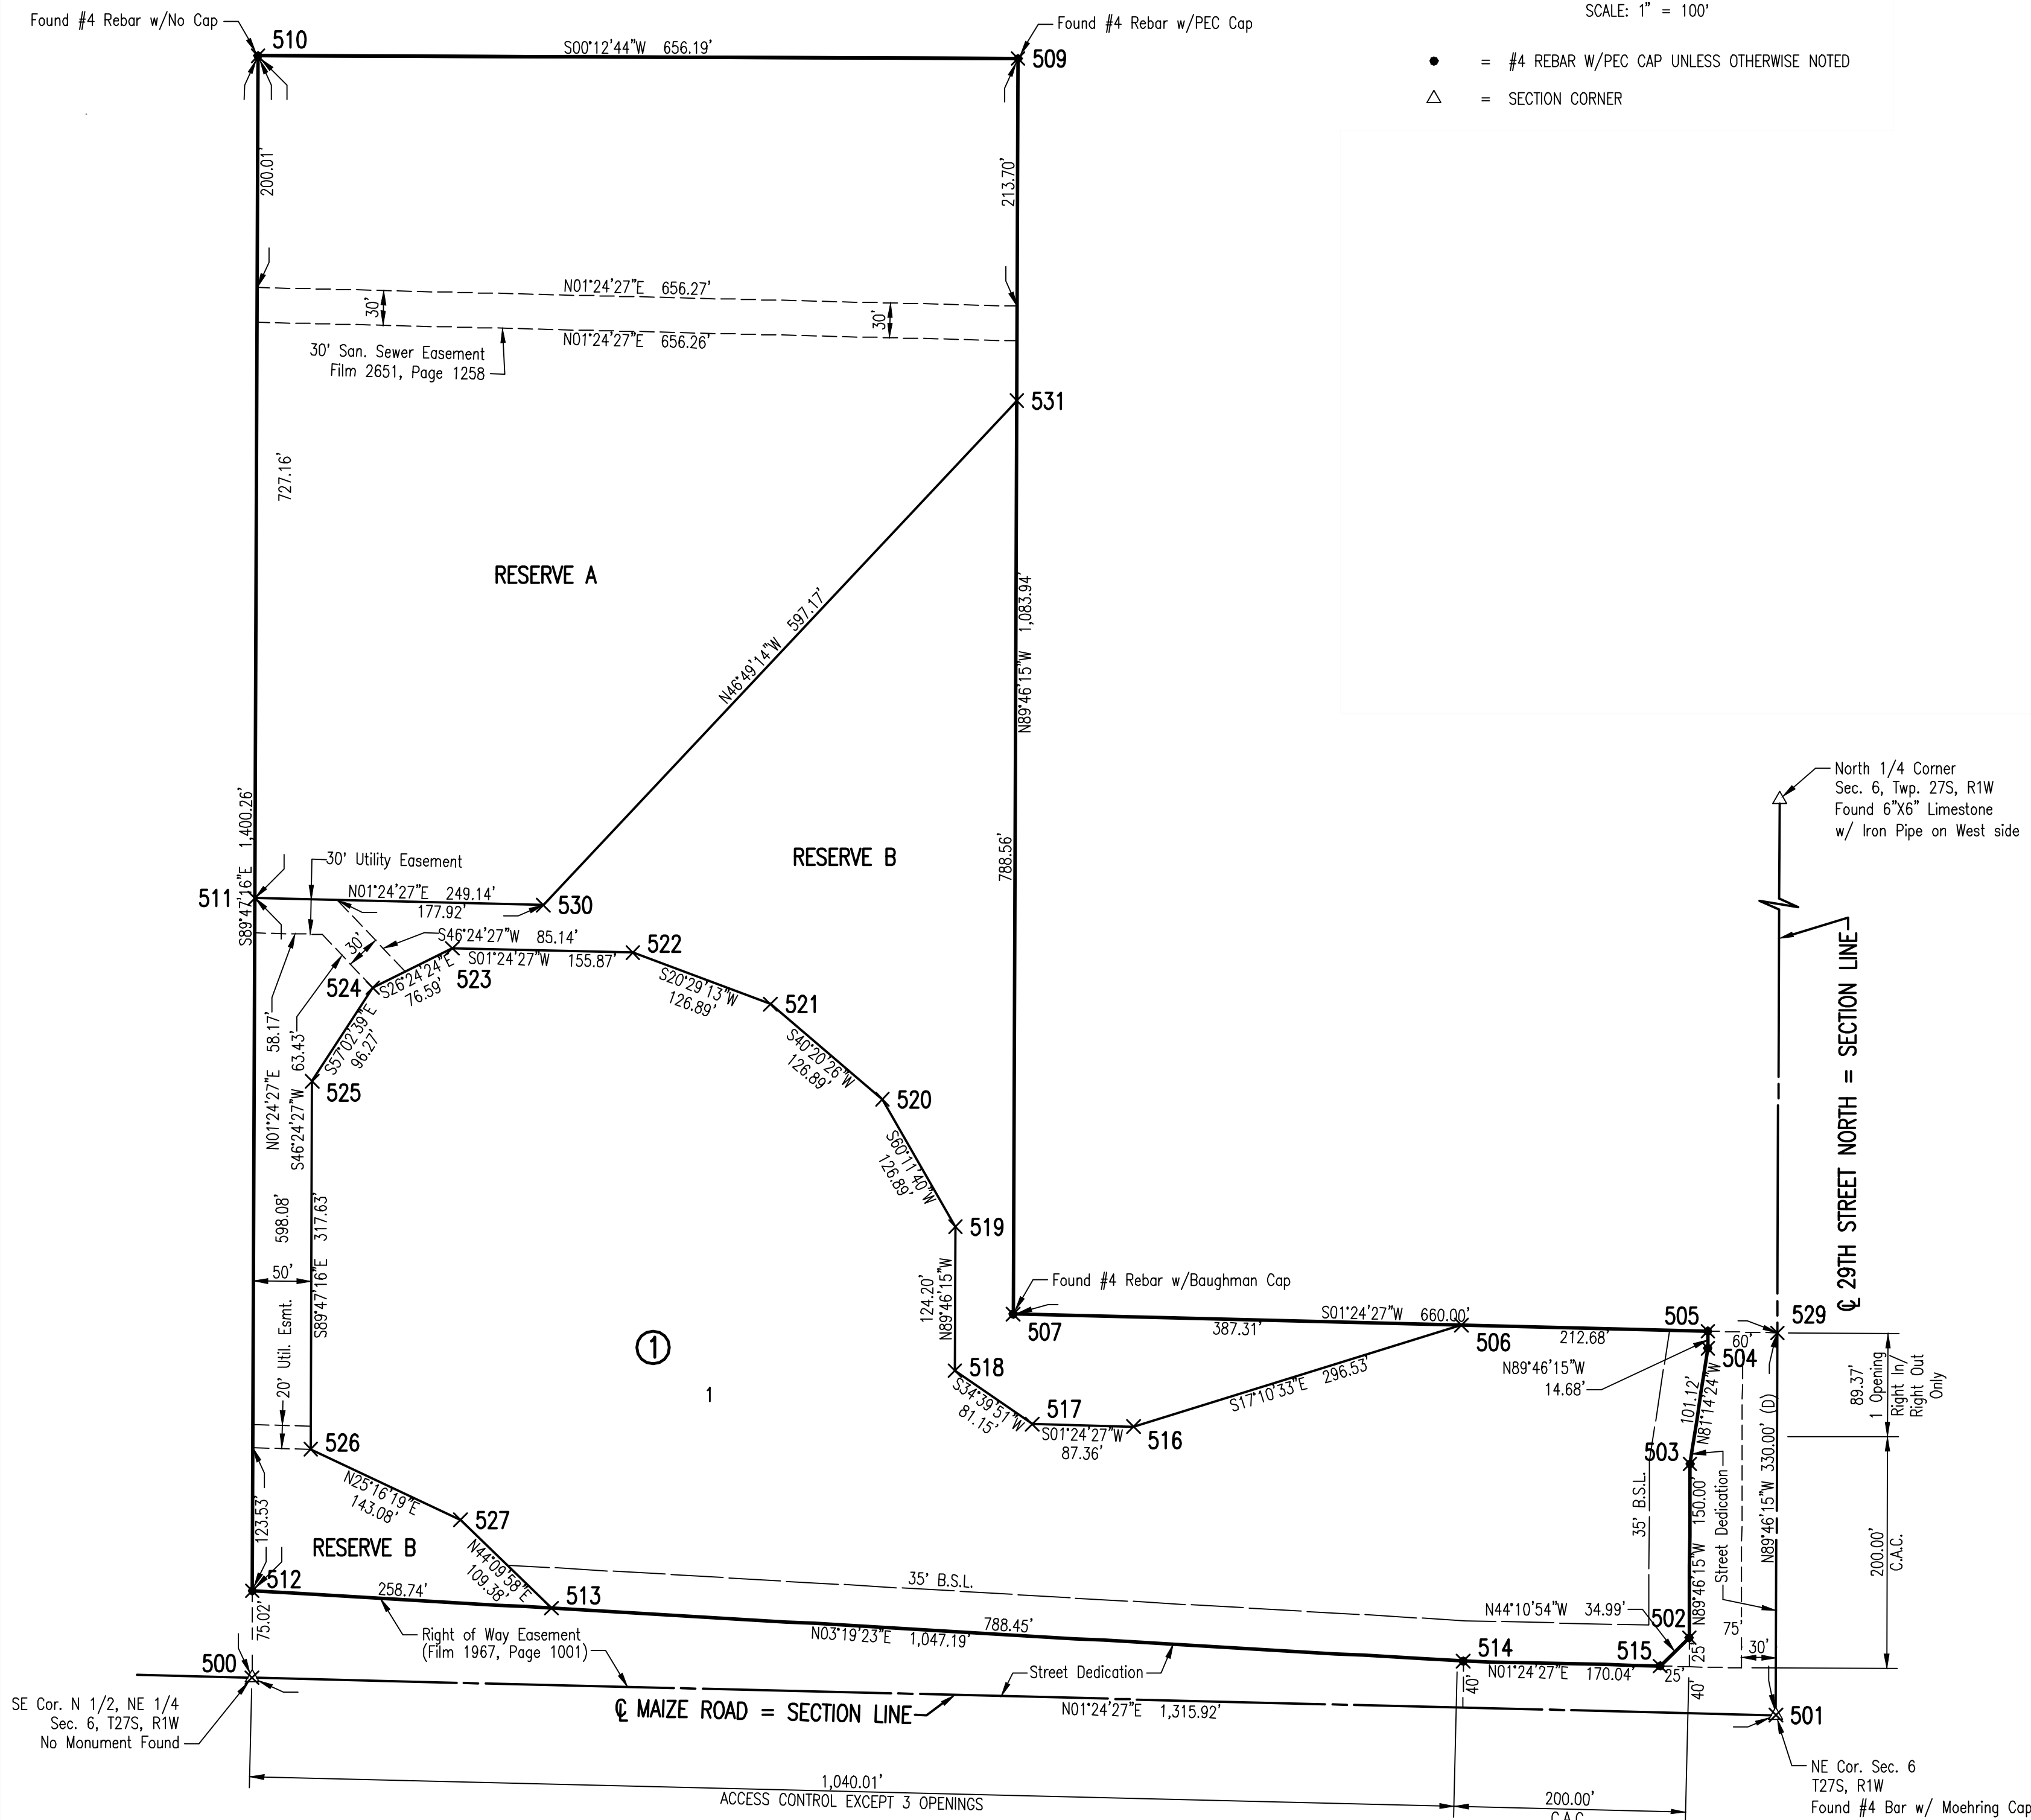 Found #4 Rebar w/No Cap
510
S00°12'44"W 656.19'
Found #4 Rebar w/PEC Cap
509
SCALE: 1" = 100'
= #4 REBAR W/PEC CAP UNLESS OTHERWISE NOTED
= SECTION CORNER
200.01'
213.70'
N01°24'27"E 656.27'
30'
30'
N01°24'27"E 656.26'
30' San. Sewer Easement
Film 2651, Page 1258
531
727.16'
RESERVE A
N46°49'14"W 597.17'
N89°46'15"W 1,083.94'
North 1/4 Corner
Sec. 6, Twp. 27S, R1W
Found 6"X6" Limestone
w/ Iron Pipe on West side
S89°47'16"E 1,400.26'
RESERVE B
788.56'
30' Utility Easement
511
N01°24'27"E 249.14'
177.92'
530
30'
S46°24'27"W 85.14'
S01°24'27"W 155.87'
522
523
524
S26°24'24"E
76.59'
S20°29'13"W
126.89'
521
S57°02'39"E
96.27'
525
S40°20'26"W
126.89'
520
N01°24'27"E 58.17'
S46°24'27"W 63.43'
S60°11'40"W
126.89'
519
598.08'
S89°47'16"E 317.63'
50'
20' Util. Esmt.
124.20'
N89°46'15"W
Found #4 Rebar w/Baughman Cap
507
S01°24'27"W 660.00'
387.31'
506
212.68'
505
529
60'
504
N89°46'15"W
14.68'
℄ 29TH STREET NORTH = SECTION LINE
89.37'
1 Opening
Right In/
Right Out
Only
1
1
518
S34°39'51"W
81.15'
517
S01°24'27"W
87.36'
516
S17°10'33"E 296.53'
101.12'
N81°14'24"W
503
35' B.S.L.
N89°46'15"W 150.00'
Street Dedication
N89°46'15"W 330.00' (D)
200.00'
C.A.C.
526
N25°16'19"E
143.08'
527
123.53'
RESERVE B
N44°09'58"E
109.38'
512
258.74'
513
35' B.S.L.
N44°10'54"W 34.99'
502
75'
75.02'
Right of Way Easement
(Film 1967, Page 1001)
788.45'
N03°19'23"E 1,047.19'
514
515
25'
30'
N01°24'27"E 170.04'
25'
40'
40'
Street Dedication
500
SE Cor. N 1/2, NE 1/4
Sec. 6, T27S, R1W
No Monument Found
℄ MAIZE ROAD = SECTION LINE
N01°24'27"E 1,315.92'
501
NE Cor. Sec. 6
T27S, R1W
Found #4 Bar w/ Moehring Cap
1,040.01'
ACCESS CONTROL EXCEPT 3 OPENINGS
200.00'
C.A.C.